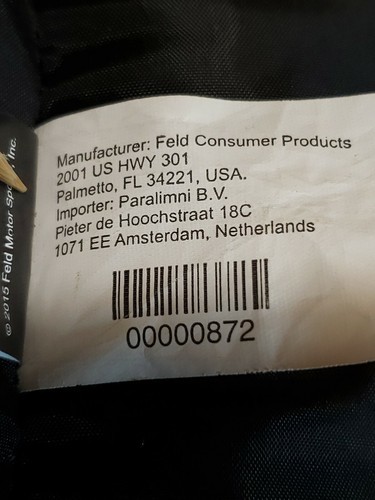 Manufacturer: Feld Consumer Products
2001 US HWY 301
Palmetto, FL 34221, USA.
Importer: Paralimni B.V.
Pieter de Hoochstraat 18C
1071 EE Amsterdam, Netherlands
00000872
© 2015 Feld Motor Inc.